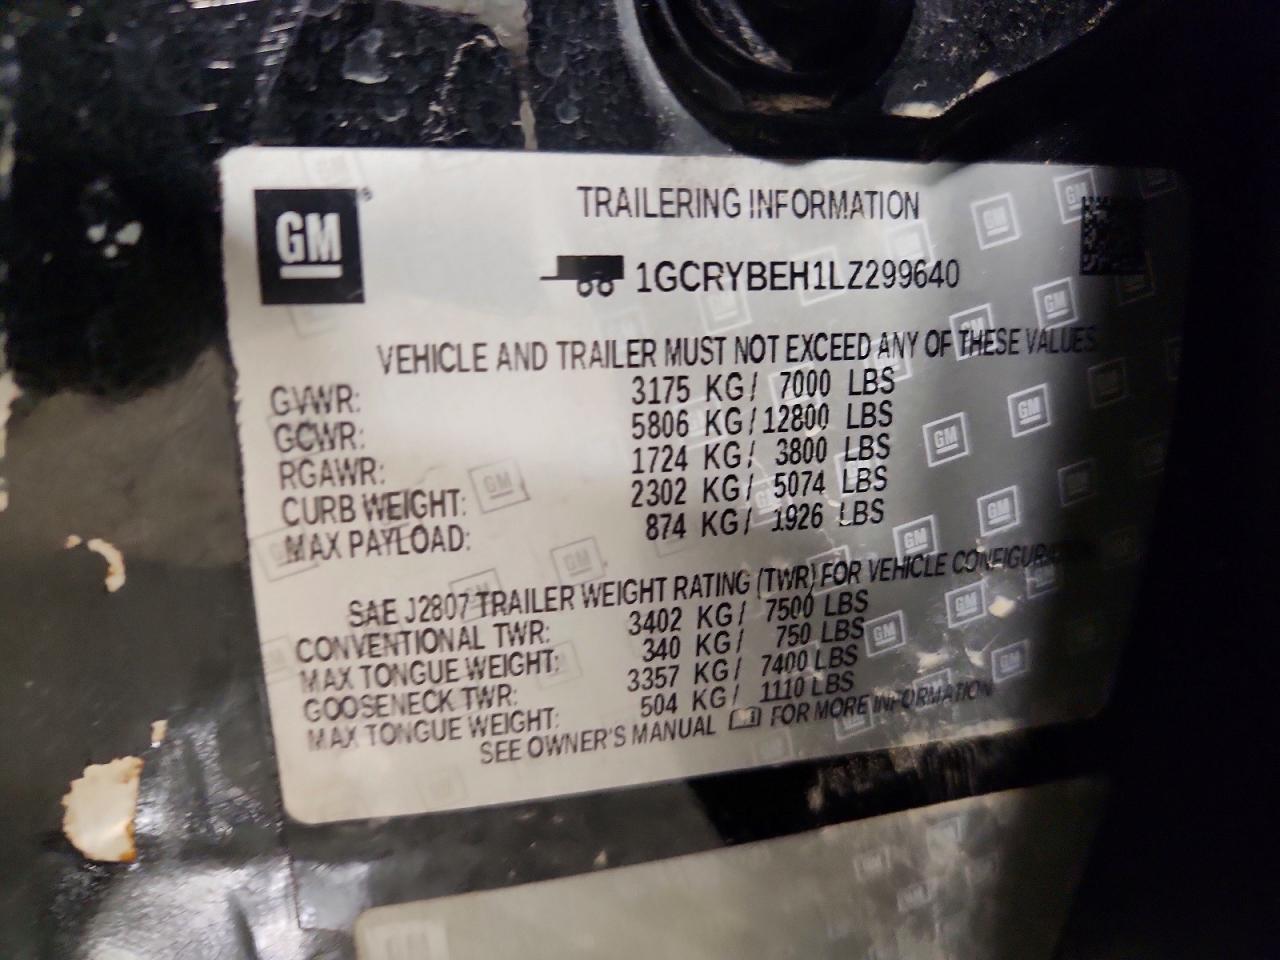 GM®
TRAILERING INFORMATION
1GCRYBEH1LZ299640
VEHICLE AND TRAILER MUST NOT EXCEED ANY OF THESE VALUES
GVWR: 3175 KG/ 7000 LBS
GCWR: 5806 KG/12800 LBS
RGAWR: 1724 KG/ 3800 LBS
CURB WEIGHT: 2302 KG/ 5074 LBS
MAX PAYLOAD: 874 KG/ 1926 LBS
SAE J2807 TRAILER WEIGHT RATING (TWR) FOR VEHICLE
CONVENTIONAL TWR: 3402 KG/ 7500 LBS
MAX TONGUE WEIGHT: 340 KG/ 750 LBS
GOOSENECK TWR: 3357 KG/ 7400 LBS
MAX TONGUE WEIGHT: 504 KG/ 1110 LBS
SEE OWNER'S MANUAL FOR MORE INFORMATION